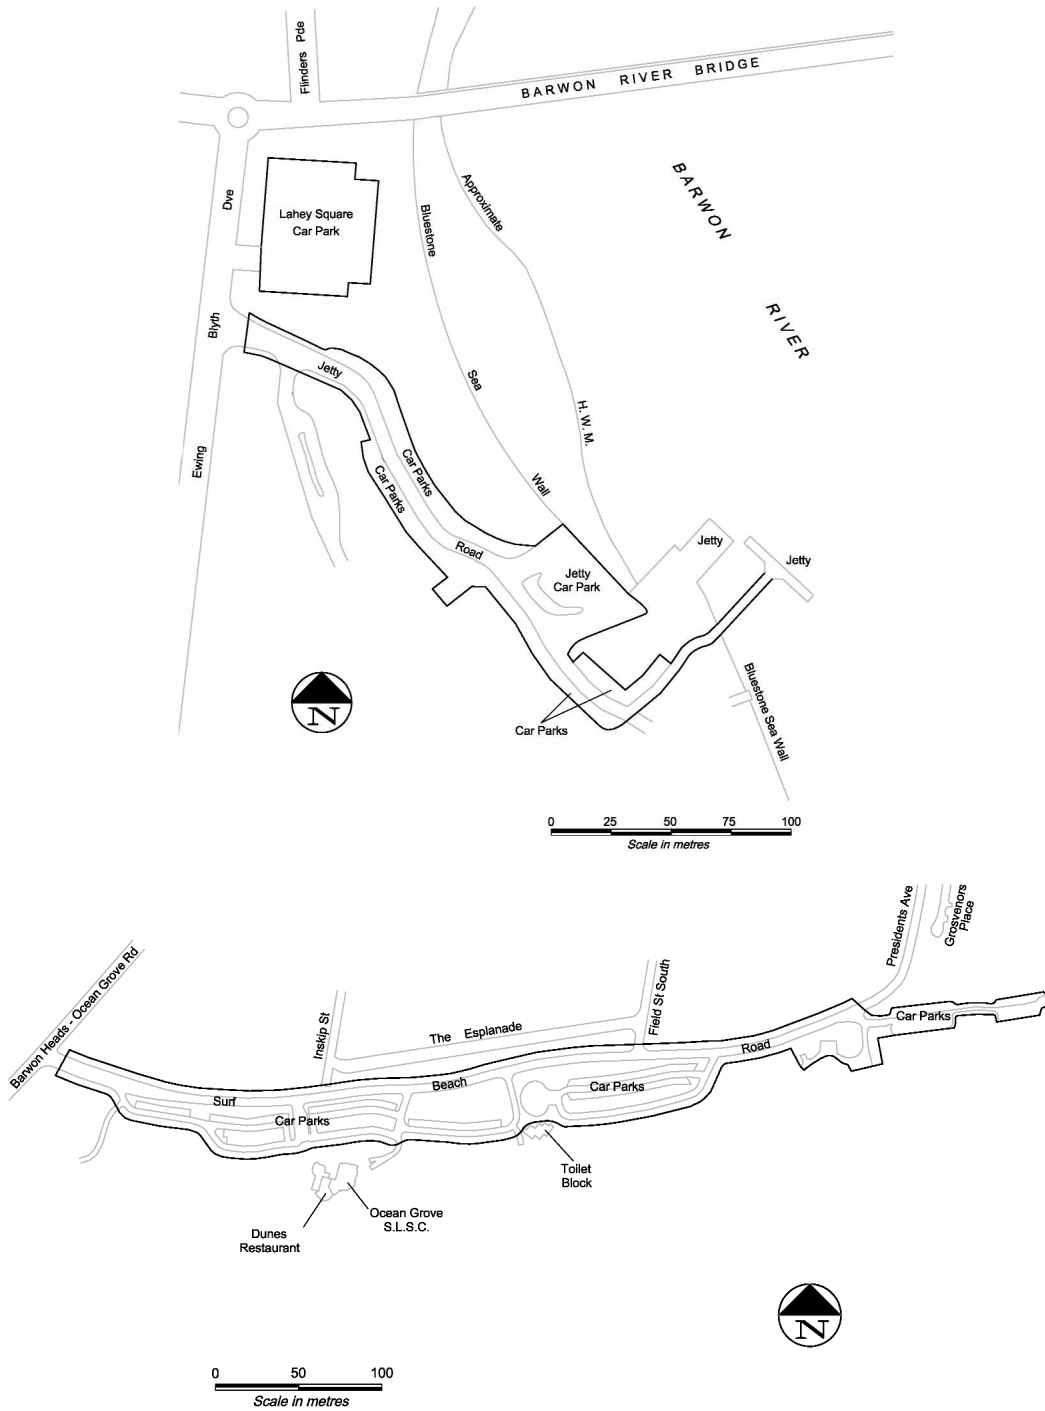 Flinders Pde
BARWON RIVER BRIDGE
BARWON
RIVER
Dve
Lahey Square
Car Park
Approximate
Bluestone
Blyth
Jetty
Sea
H. W. M.
Ewing
Car Parks
Car Parks
Wall
Road
Jetty
Jetty
Jetty
Car Park
N
Car Parks
Bluestone Sea Wall
0 25 50 75 100
Scale in metres
Presidents Ave
Grosvenors
Place
Barwon Heads - Ocean Grove Rd
Inskip St
The Esplanade
Field St South
Car Parks
Road
Surf
Beach
Car Parks
Car Parks
Toilet
Block
Ocean Grove
S.L.S.C.
Dunes
Restaurant
N
0 50 100
Scale in metres